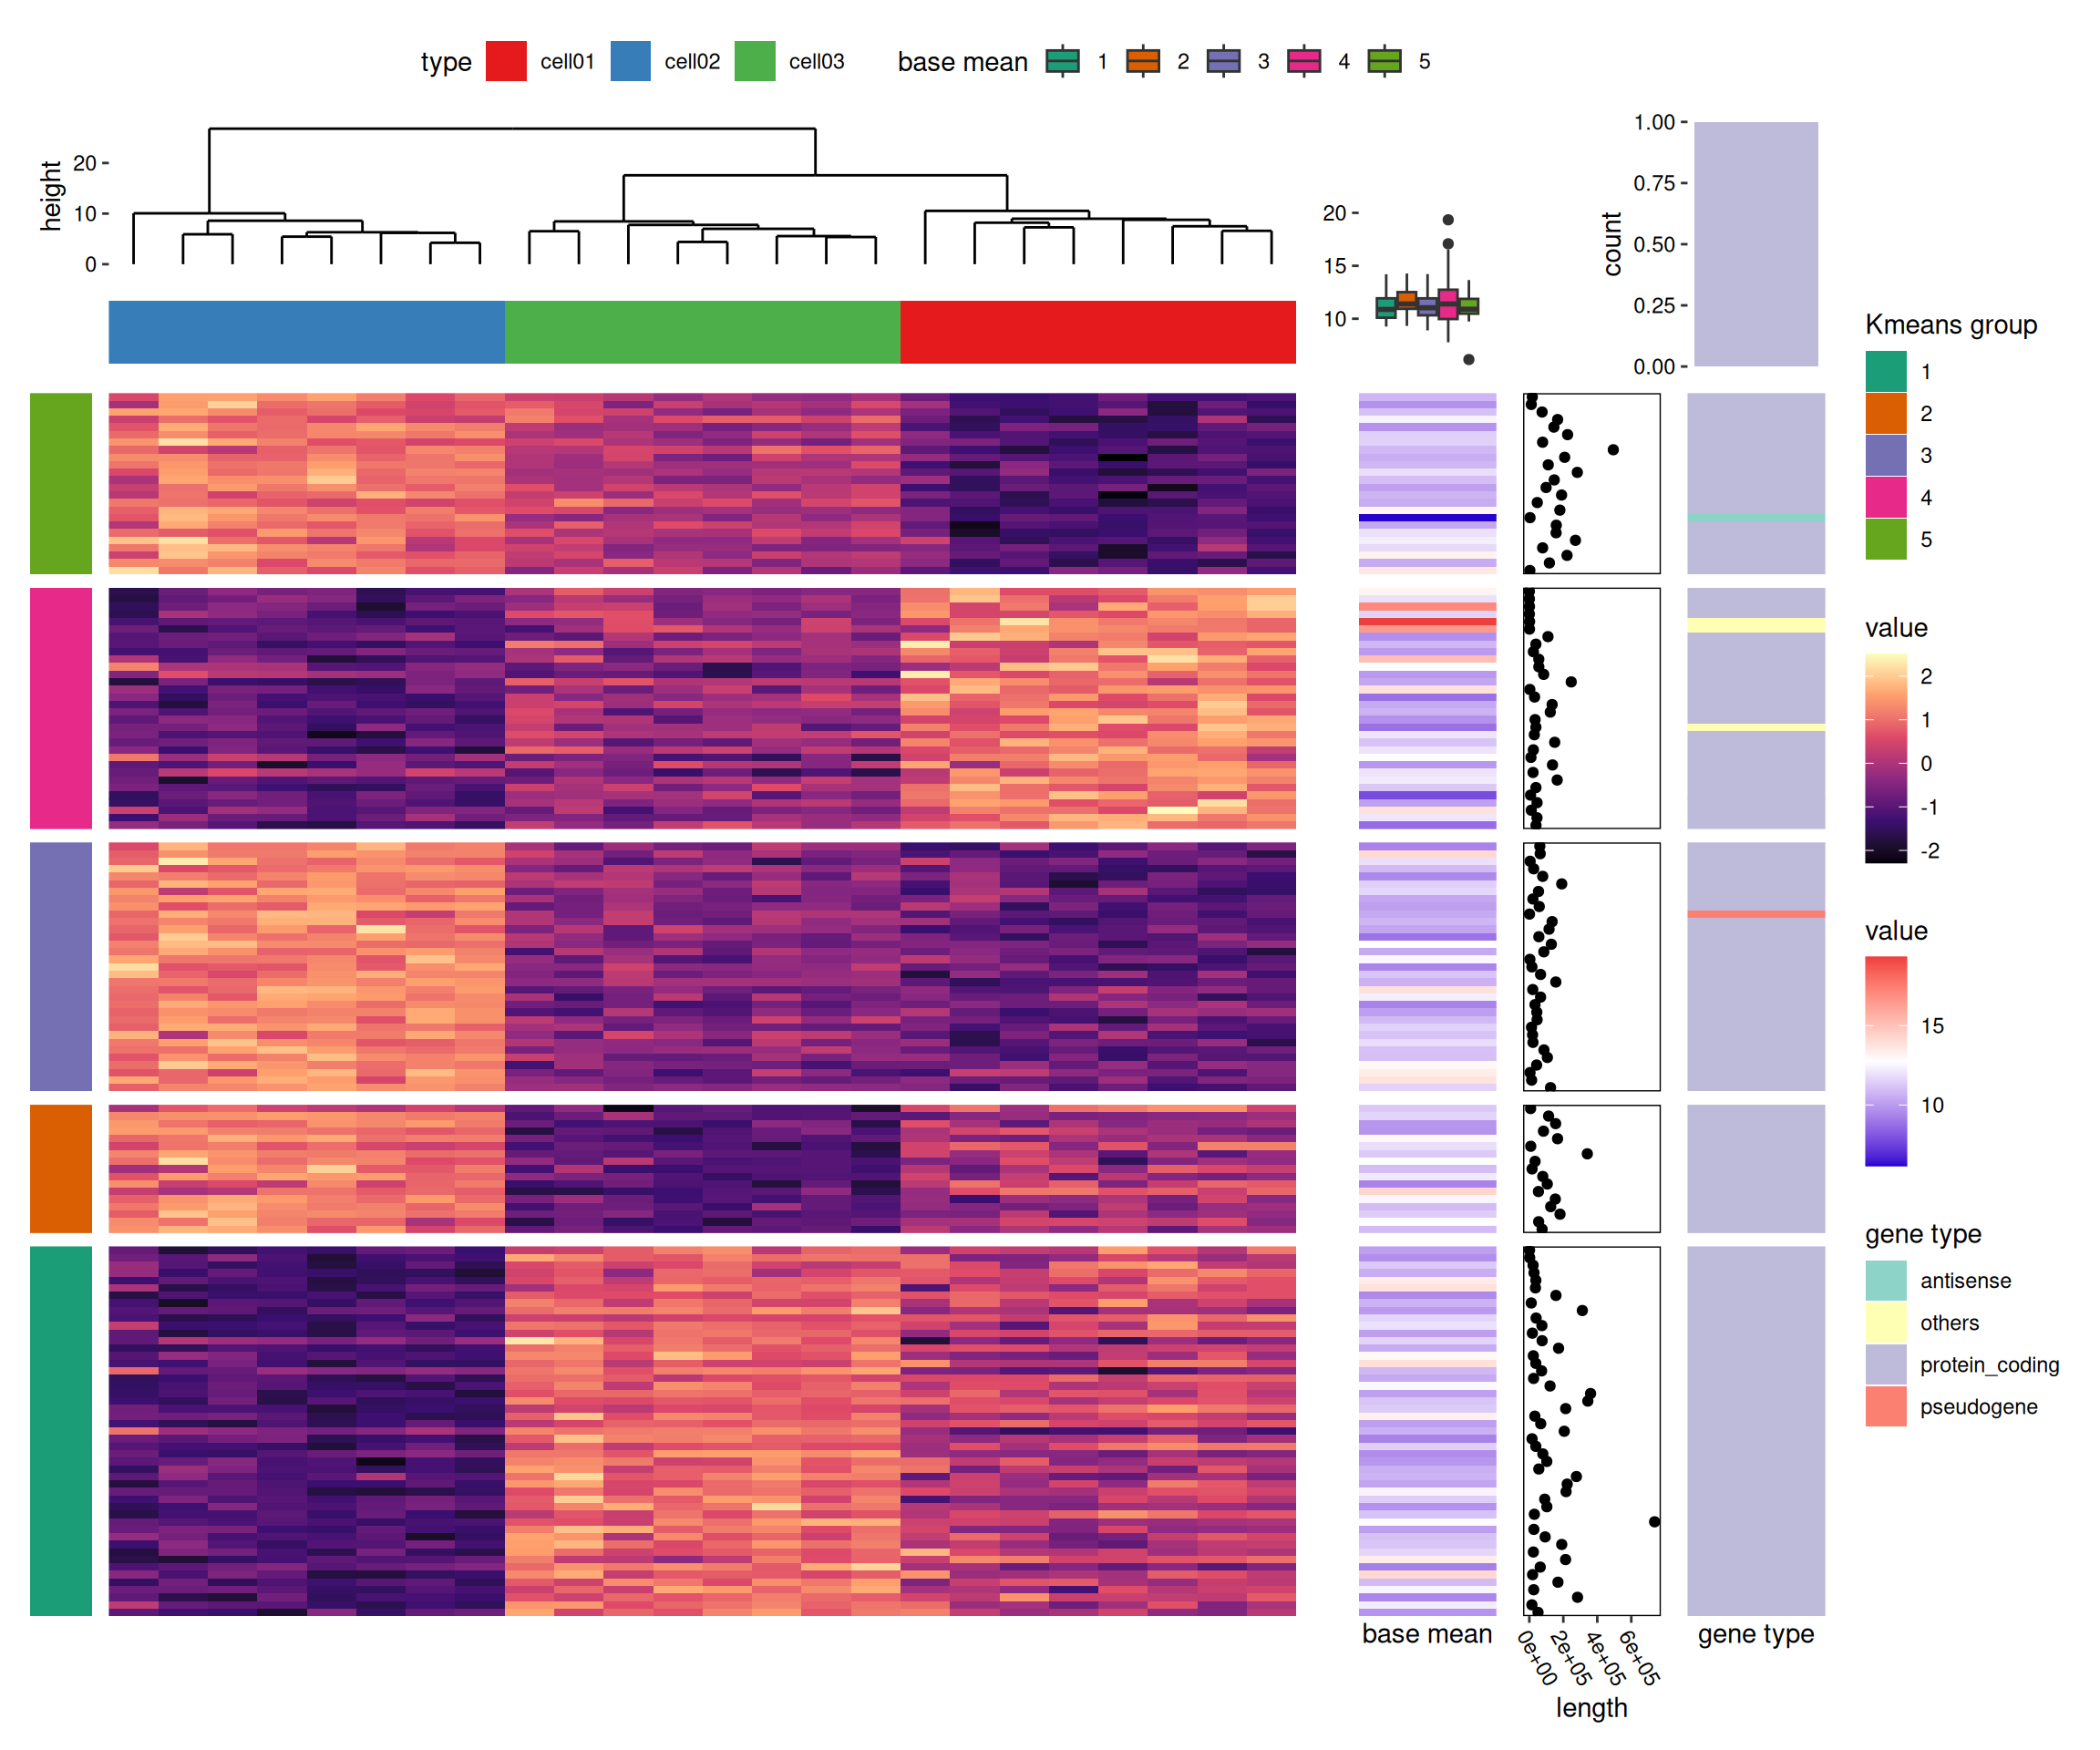 type cell01 cell02 cell03 base mean 1 2 3 4 5
height
20
10
0
20
15
10
count
1.00
0.75
0.50
0.25
0.00
Kmeans group
1
2
3
4
5
value
2
1
0
-1
-2
value
15
10
gene type
antisense
others
protein_coding
pseudogene
base mean
0e+00 2e+05 4e+05 6e+05
length
gene type